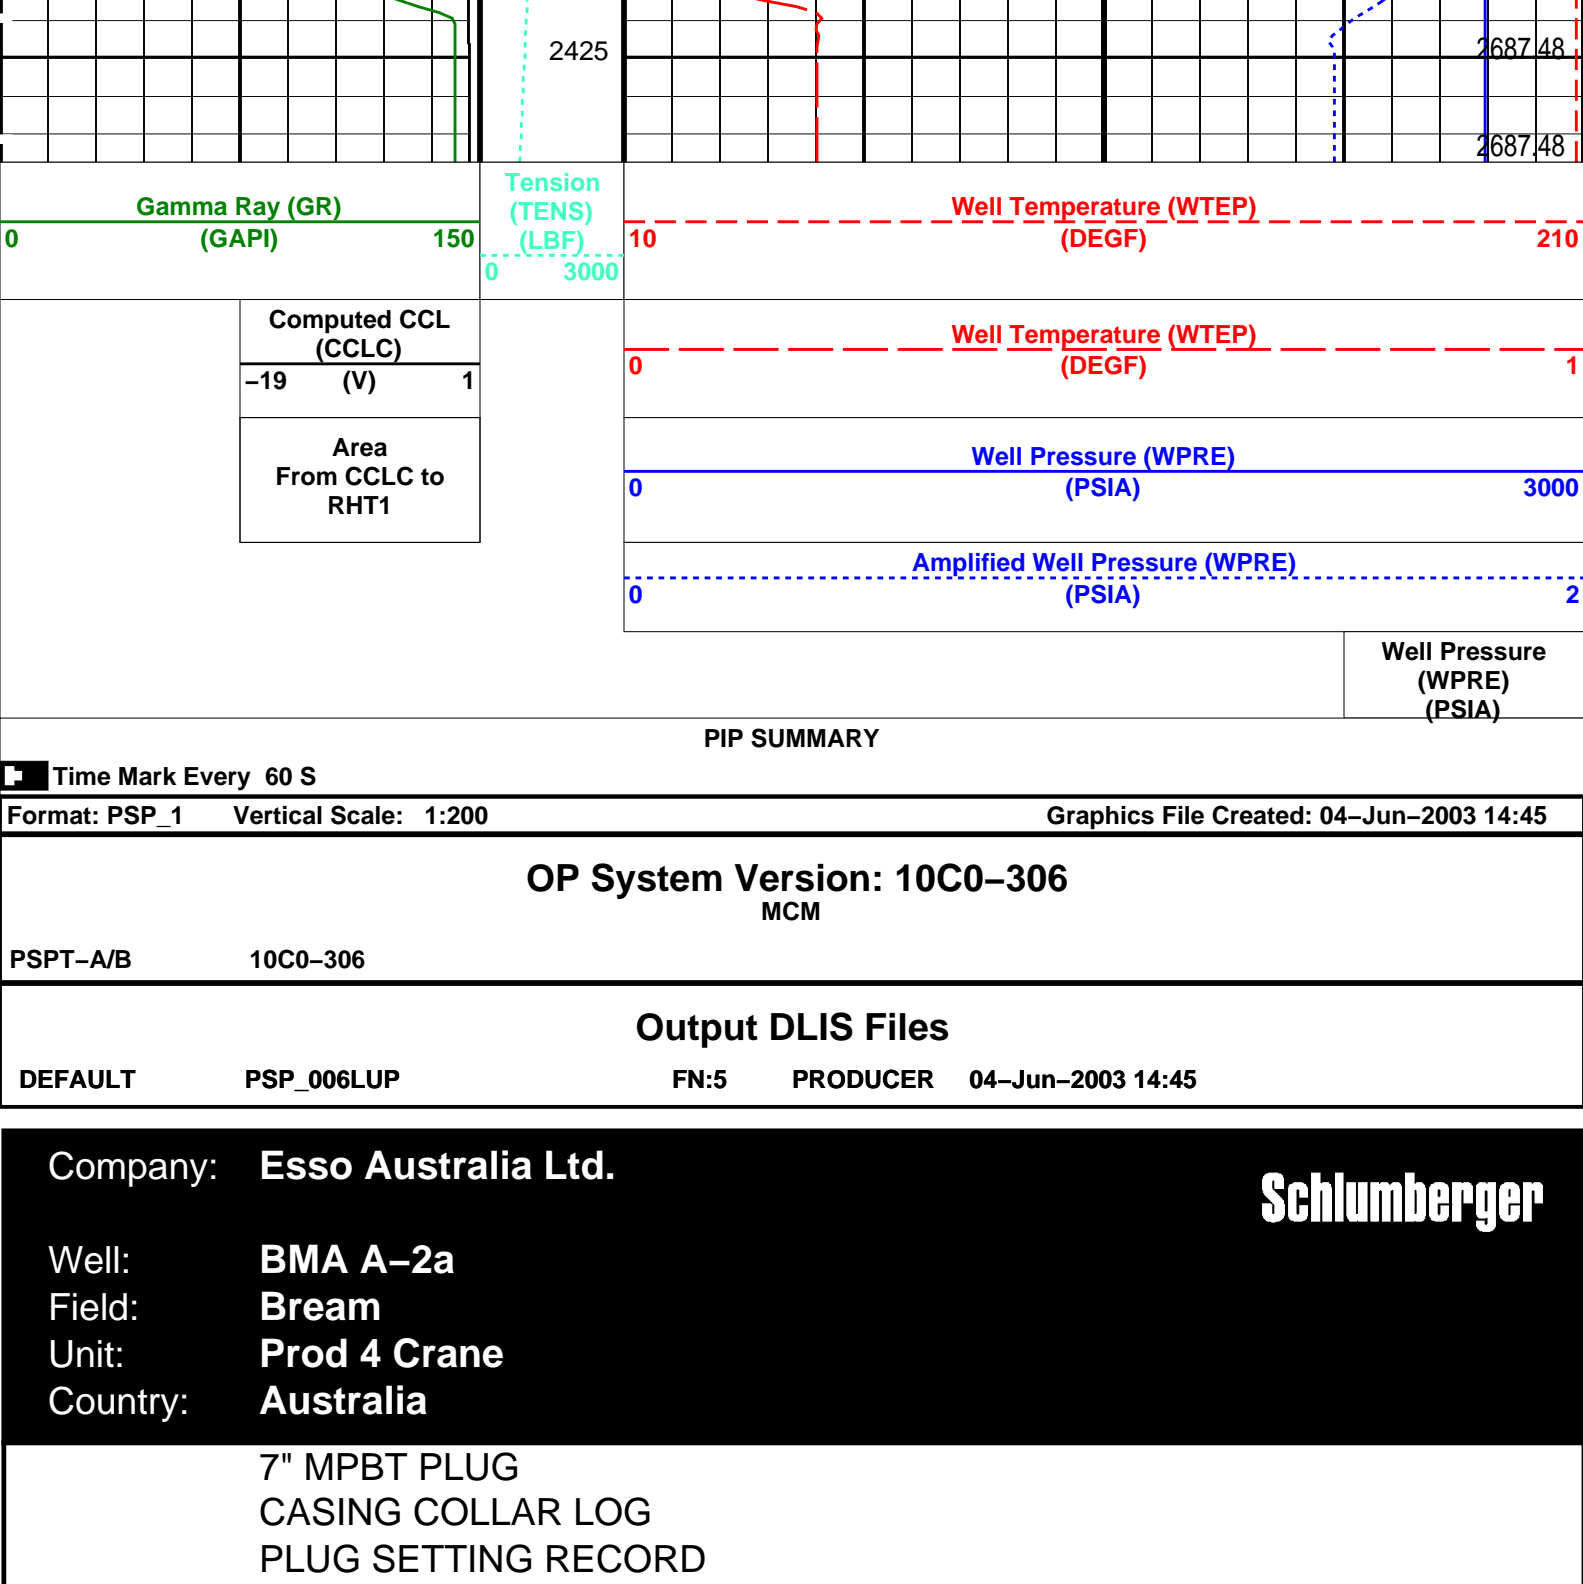 2425
2687.48
2687.48
Gamma Ray (GR)
0 (GAPI) 150
Tension
(TENS)
(LBF)
0 3000
Well Temperature (WTEP)
10 (DEGF) 210
Computed CCL
(CCLC)
−19 (V) 1
Well Temperature (WTEP)
0 (DEGF) 1
Area
From CCLC to
RHT1
Well Pressure (WPRE)
0 (PSIA) 3000
Amplified Well Pressure (WPRE)
0 (PSIA) 2
Well Pressure
(WPRE)
(PSIA)
PIP SUMMARY
Time Mark Every 60 S
Format: PSP_1 Vertical Scale: 1:200 Graphics File Created: 04−Jun−2003 14:45
OP System Version: 10C0−306
MCM
PSPT−A/B 10C0−306
Output DLIS Files
DEFAULT PSP_006LUP FN:5 PRODUCER 04−Jun−2003 14:45
Company: Esso Australia Ltd.
Schlumberger
Well: BMA A−2a
Field: Bream
Unit: Prod 4 Crane
Country: Australia
7" MPBT PLUG
CASING COLLAR LOG
PLUG SETTING RECORD